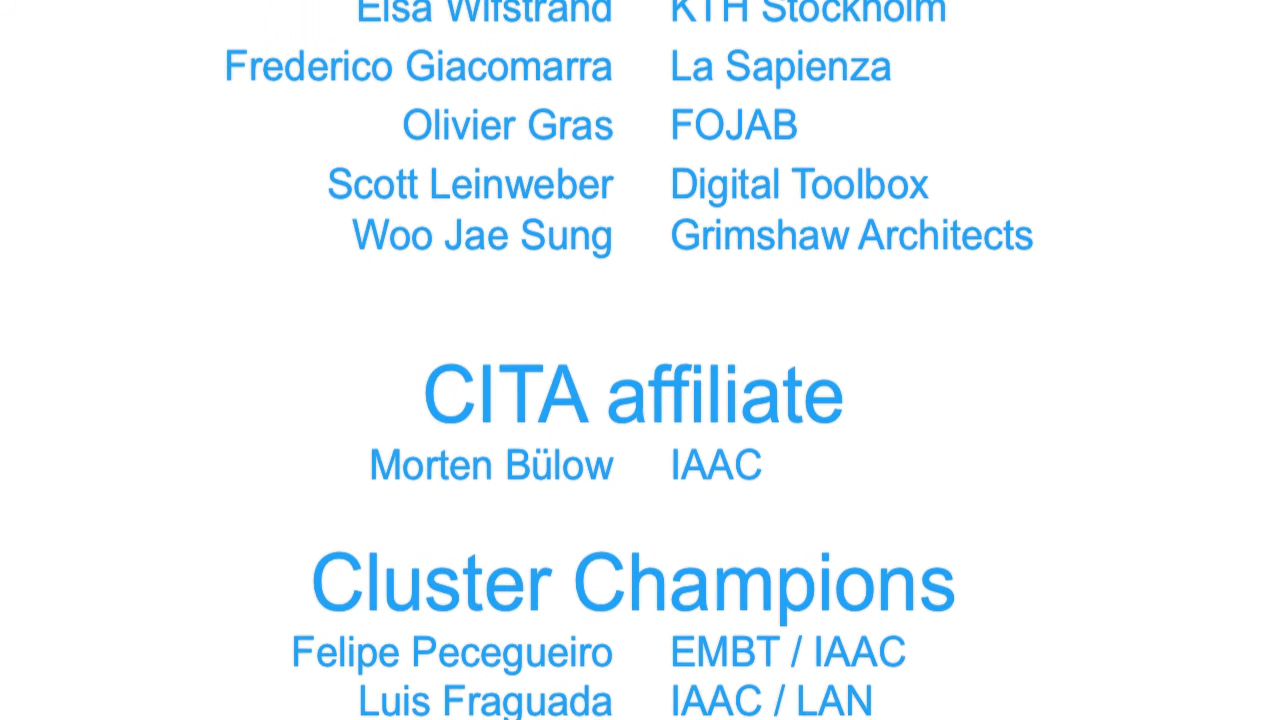 Elsa Wifstrand KTH Stockholm
Frederico Giacomarra La Sapienza
Olivier Gras FOJAB
Scott Leinweber Digital Toolbox
Woo Jae Sung Grimshaw Architects
CITA affiliate
Morten Bülow IAAC
Cluster Champions
Felipe Pecegueiro EMBT / IAAC
Luis Fraguada IAAC / LAN